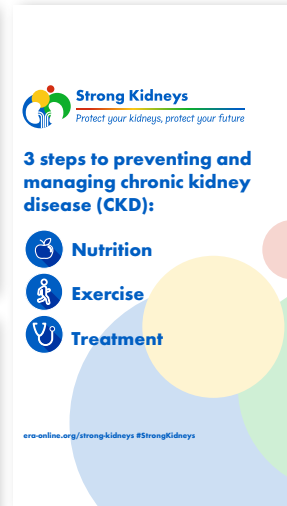 Strong Kidneys
Protect your kidneys, protect your future
3 steps to preventing and
managing chronic kidney
disease (CKD):
Nutrition
Exercise
Treatment
era-online.org/strong-kidneys #StrongKidneys